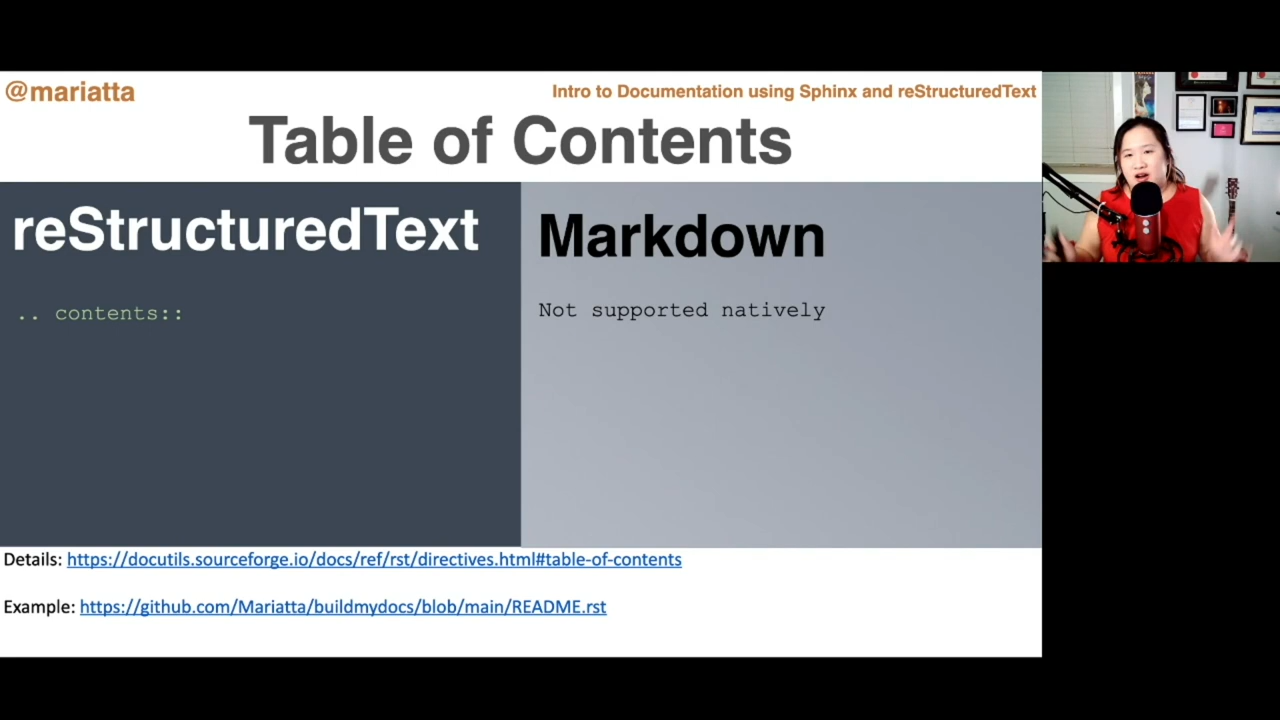 @mariatta
Intro to Documentation using Sphinx and reStructuredText
Table of Contents
reStructuredText
.. contents::
Markdown
Not supported natively
Details: https://docutils.sourceforge.io/docs/ref/rst/directives.html#table-of-contents
Example: https://github.com/Mariatta/buildmydocs/blob/main/README.rst